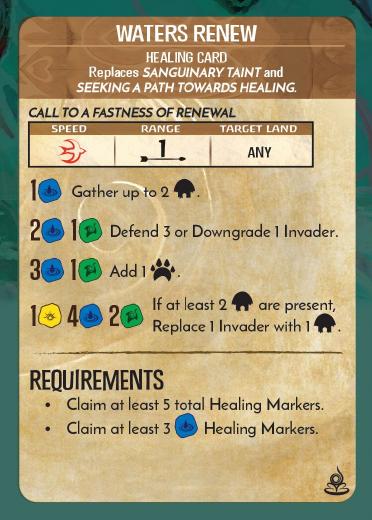 WATERS RENEW
HEALING CARD
Replaces SANGUINARY TAINT and
SEEKING A PATH TOWARDS HEALING.
CALL TO A FASTNESS OF RENEWAL
SPEED RANGE TARGET LAND
1 ANY
1 Gather up to 2 .
2 1 Defend 3 or Downgrade 1 Invader.
3 1 Add 1 .
1 4 2 If at least 2 are present,
Replace 1 Invader with 1 .
REQUIREMENTS
• Claim at least 5 total Healing Markers.
• Claim at least 3 Healing Markers.